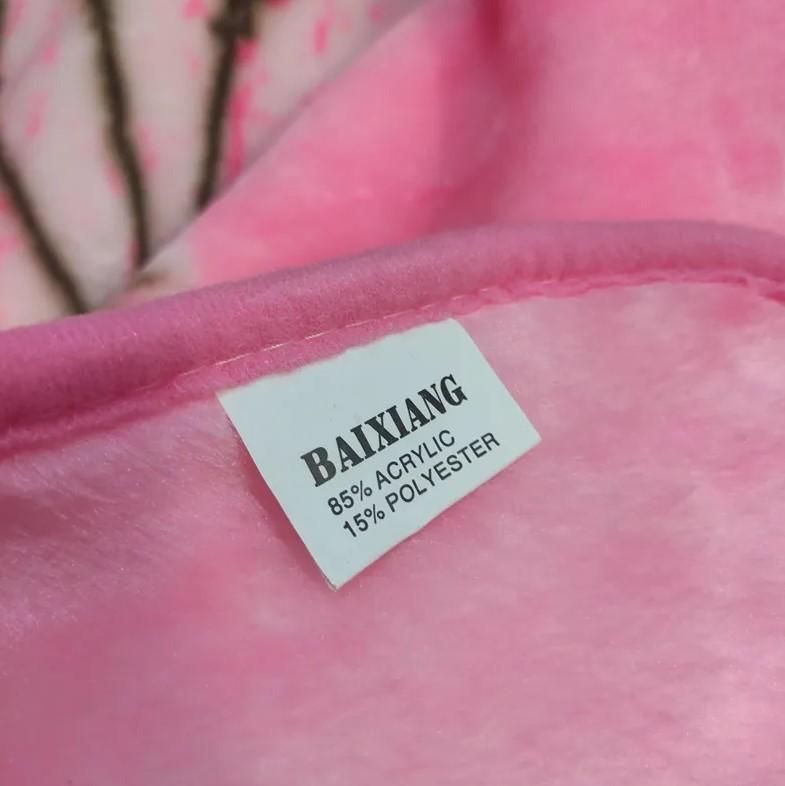 BAIXIANG
85% ACRYLIC
15% POLYESTER